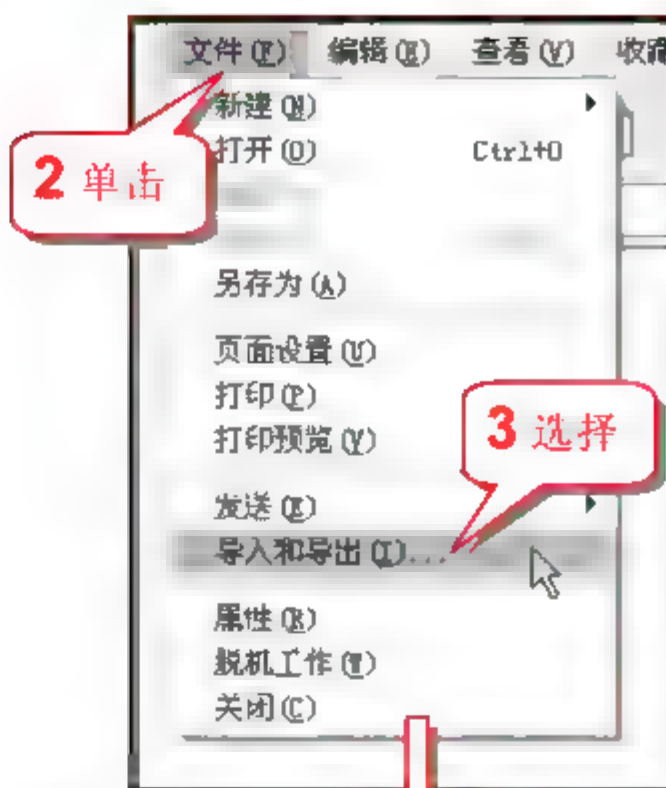 文件(F) 编辑(E) 查看(V) 收藏
新建(N)
打开(O) Ctrl+O
2 单击
另存为(A)
页面设置(U)
打印(P)
打印预览(V)
3 选择
发送(E)
导入和导出(I)...
属性(R)
脱机工作(W)
关闭(C)